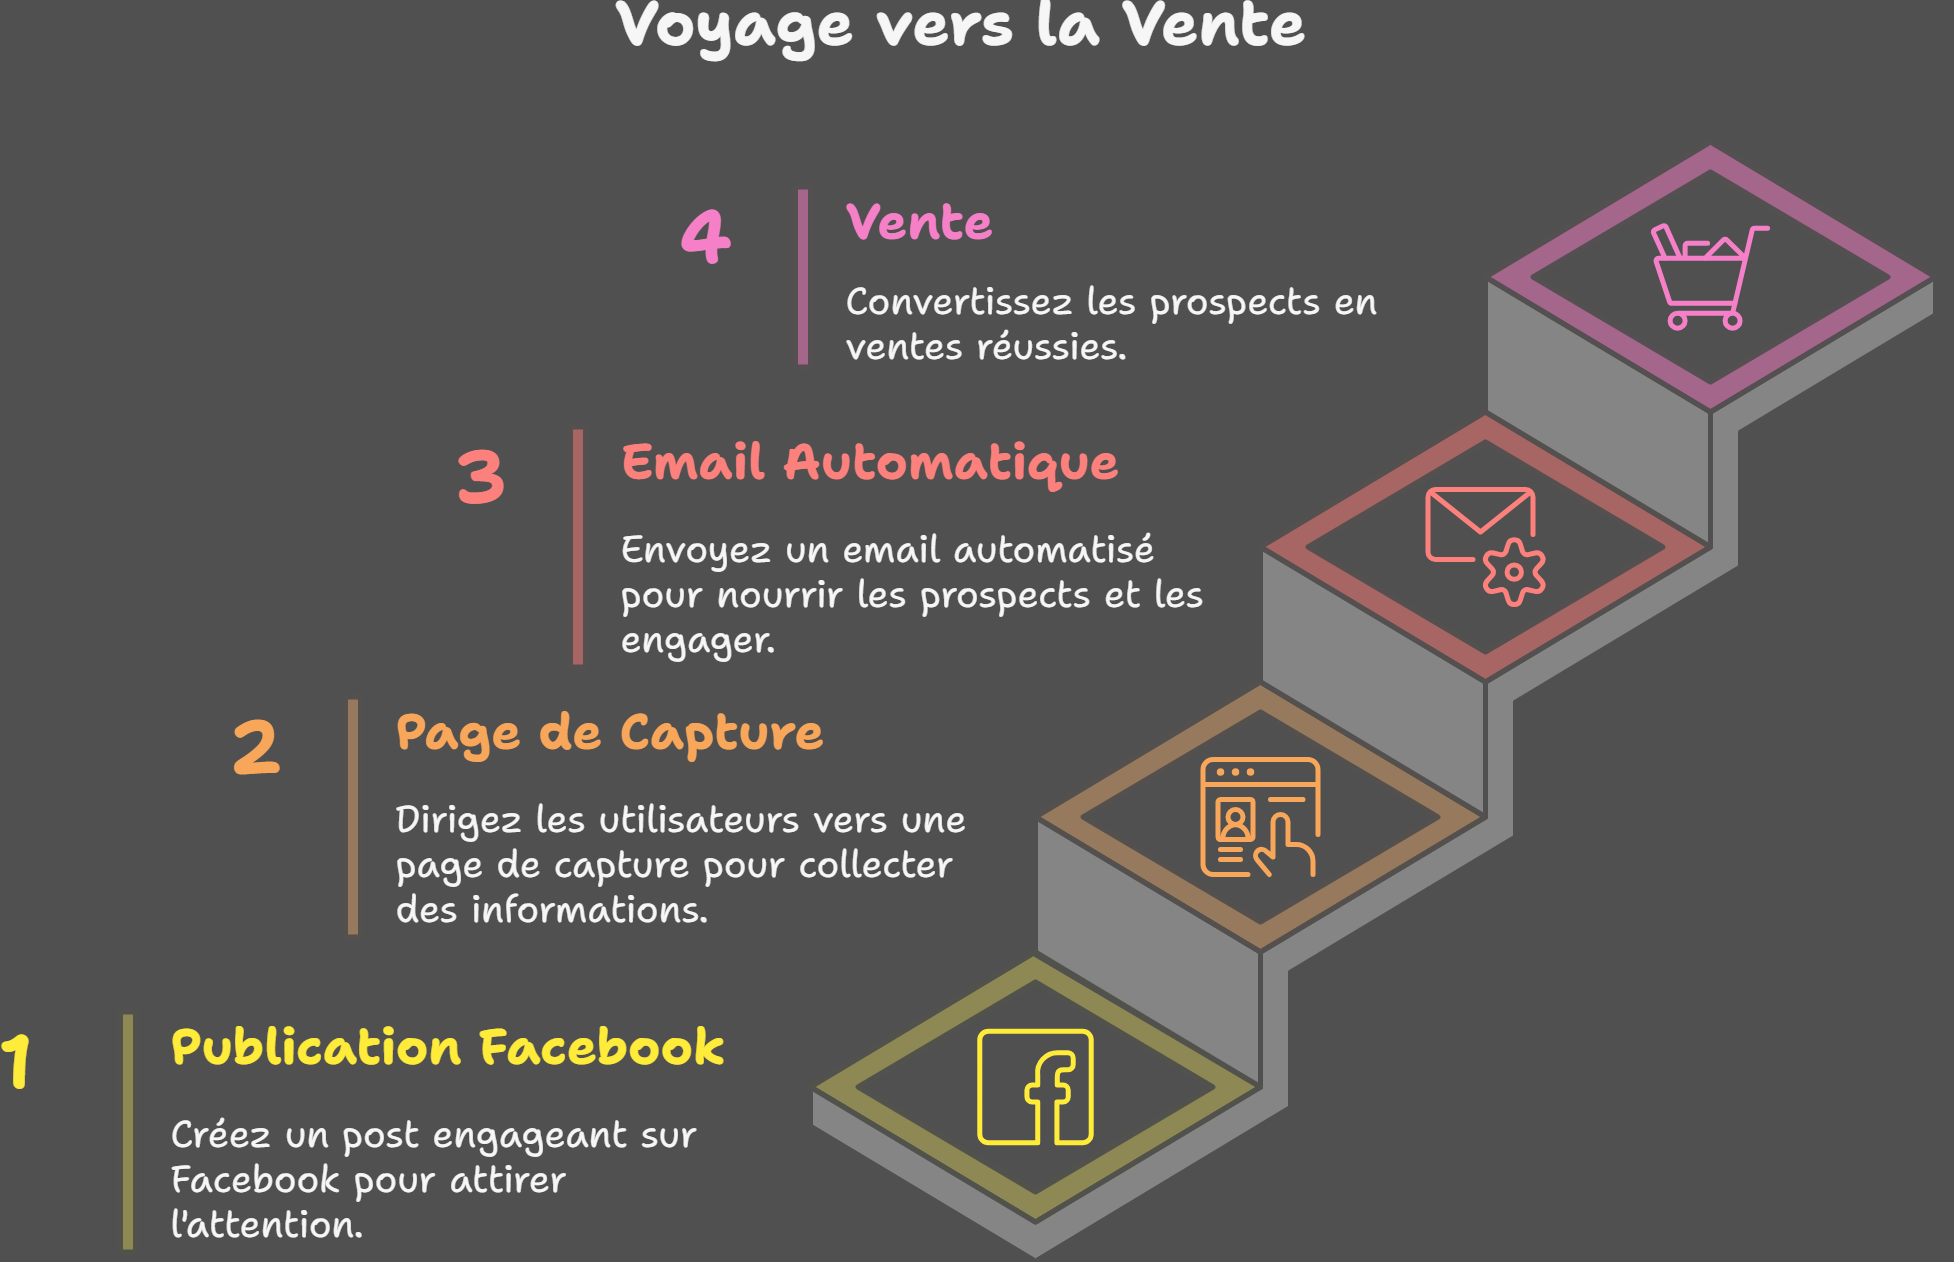 Voyage vers la Vente
4
Vente
Convertissez les prospects en
ventes réussies.
3
Email Automatique
Envoyez un email automatisé
pour nourrir les prospects et les
engager.
2
Page de Capture
Dirigez les utilisateurs vers une
page de capture pour collecter
des informations.
1
Publication Facebook
Créez un post engageant sur
Facebook pour attirer
l'attention.